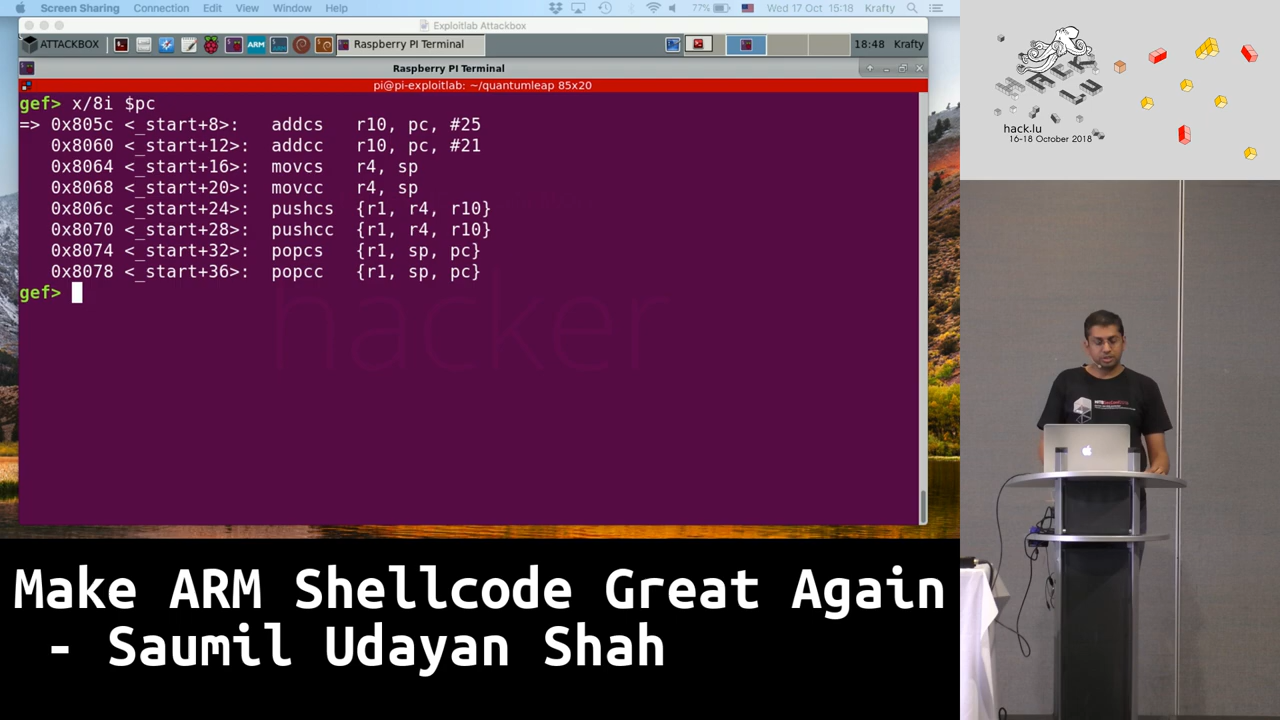 Screen Sharing Connection Edit View Window Help 77% Wed 17 Oct 15:18 Krafty
Exploitlab Attackbox
ATTACKBOX ARM Raspberry PI Terminal 18:48 Krafty
Raspberry PI Terminal
pi@pi-exploitlab: ~/quantumleap 85x20
gef> x/8i $pc
=> 0x805c <_start+8>: addcs r10, pc, #25
0x8060 <_start+12>: addcc r10, pc, #21
0x8064 <_start+16>: movcs r4, sp
0x8068 <_start+20>: movcc r4, sp
0x806c <_start+24>: pushcs {r1, r4, r10}
0x8070 <_start+28>: pushcc {r1, r4, r10}
0x8074 <_start+32>: popcs {r1, sp, pc}
0x8078 <_start+36>: popcc {r1, sp, pc}
gef>
hacker
hack.lu
16-18 October 2018
Make ARM Shellcode Great Again
- Saumil Udayan Shah